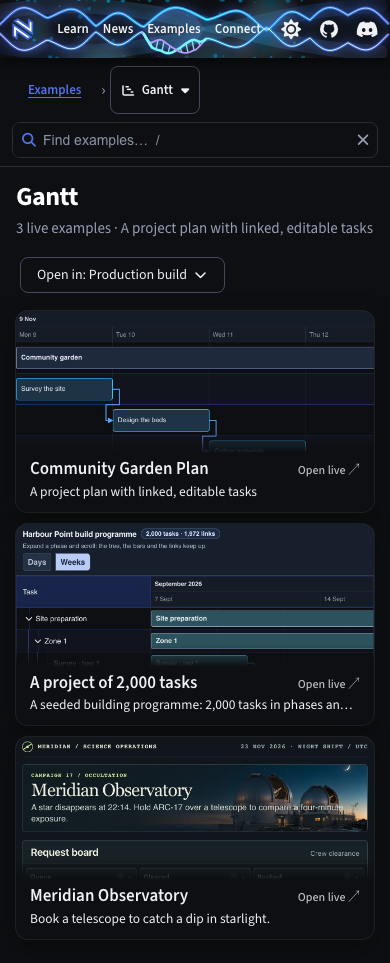 Learn News Examples Connect
Examples › Gantt
Find examples… /
Gantt
3 live examples · A project plan with linked, editable tasks
Open in: Production build
9 Nov
Mon 9 Tue 10 Wed 11 Thu 12
Community garden
Survey the site
Design the beds
Community Garden Plan Open live
A project plan with linked, editable tasks
Harbour Point build programme 2,000 tasks · 1,972 links
Expand a phase and scroll: the tree, the bars and the links keep up.
Days Weeks
Task September 2026
7 Sept 14 Sept
Site preparation Site preparation
Zone 1 Zone 1
A project of 2,000 tasks Open live
A seeded building programme: 2,000 tasks in phases an…
MERIDIAN / SCIENCE OPERATIONS 23 NOV 2026 · NIGHT SHIFT / UTC
CAMPAIGN 17 / OCCULTATION
Meridian Observatory
A star disappears at 22:14. Hold ARC-17 over a telescope to compare a four-minute
exposure.
Request board Crew clearance
Meridian Observatory Open live
Book a telescope to catch a dip in starlight.